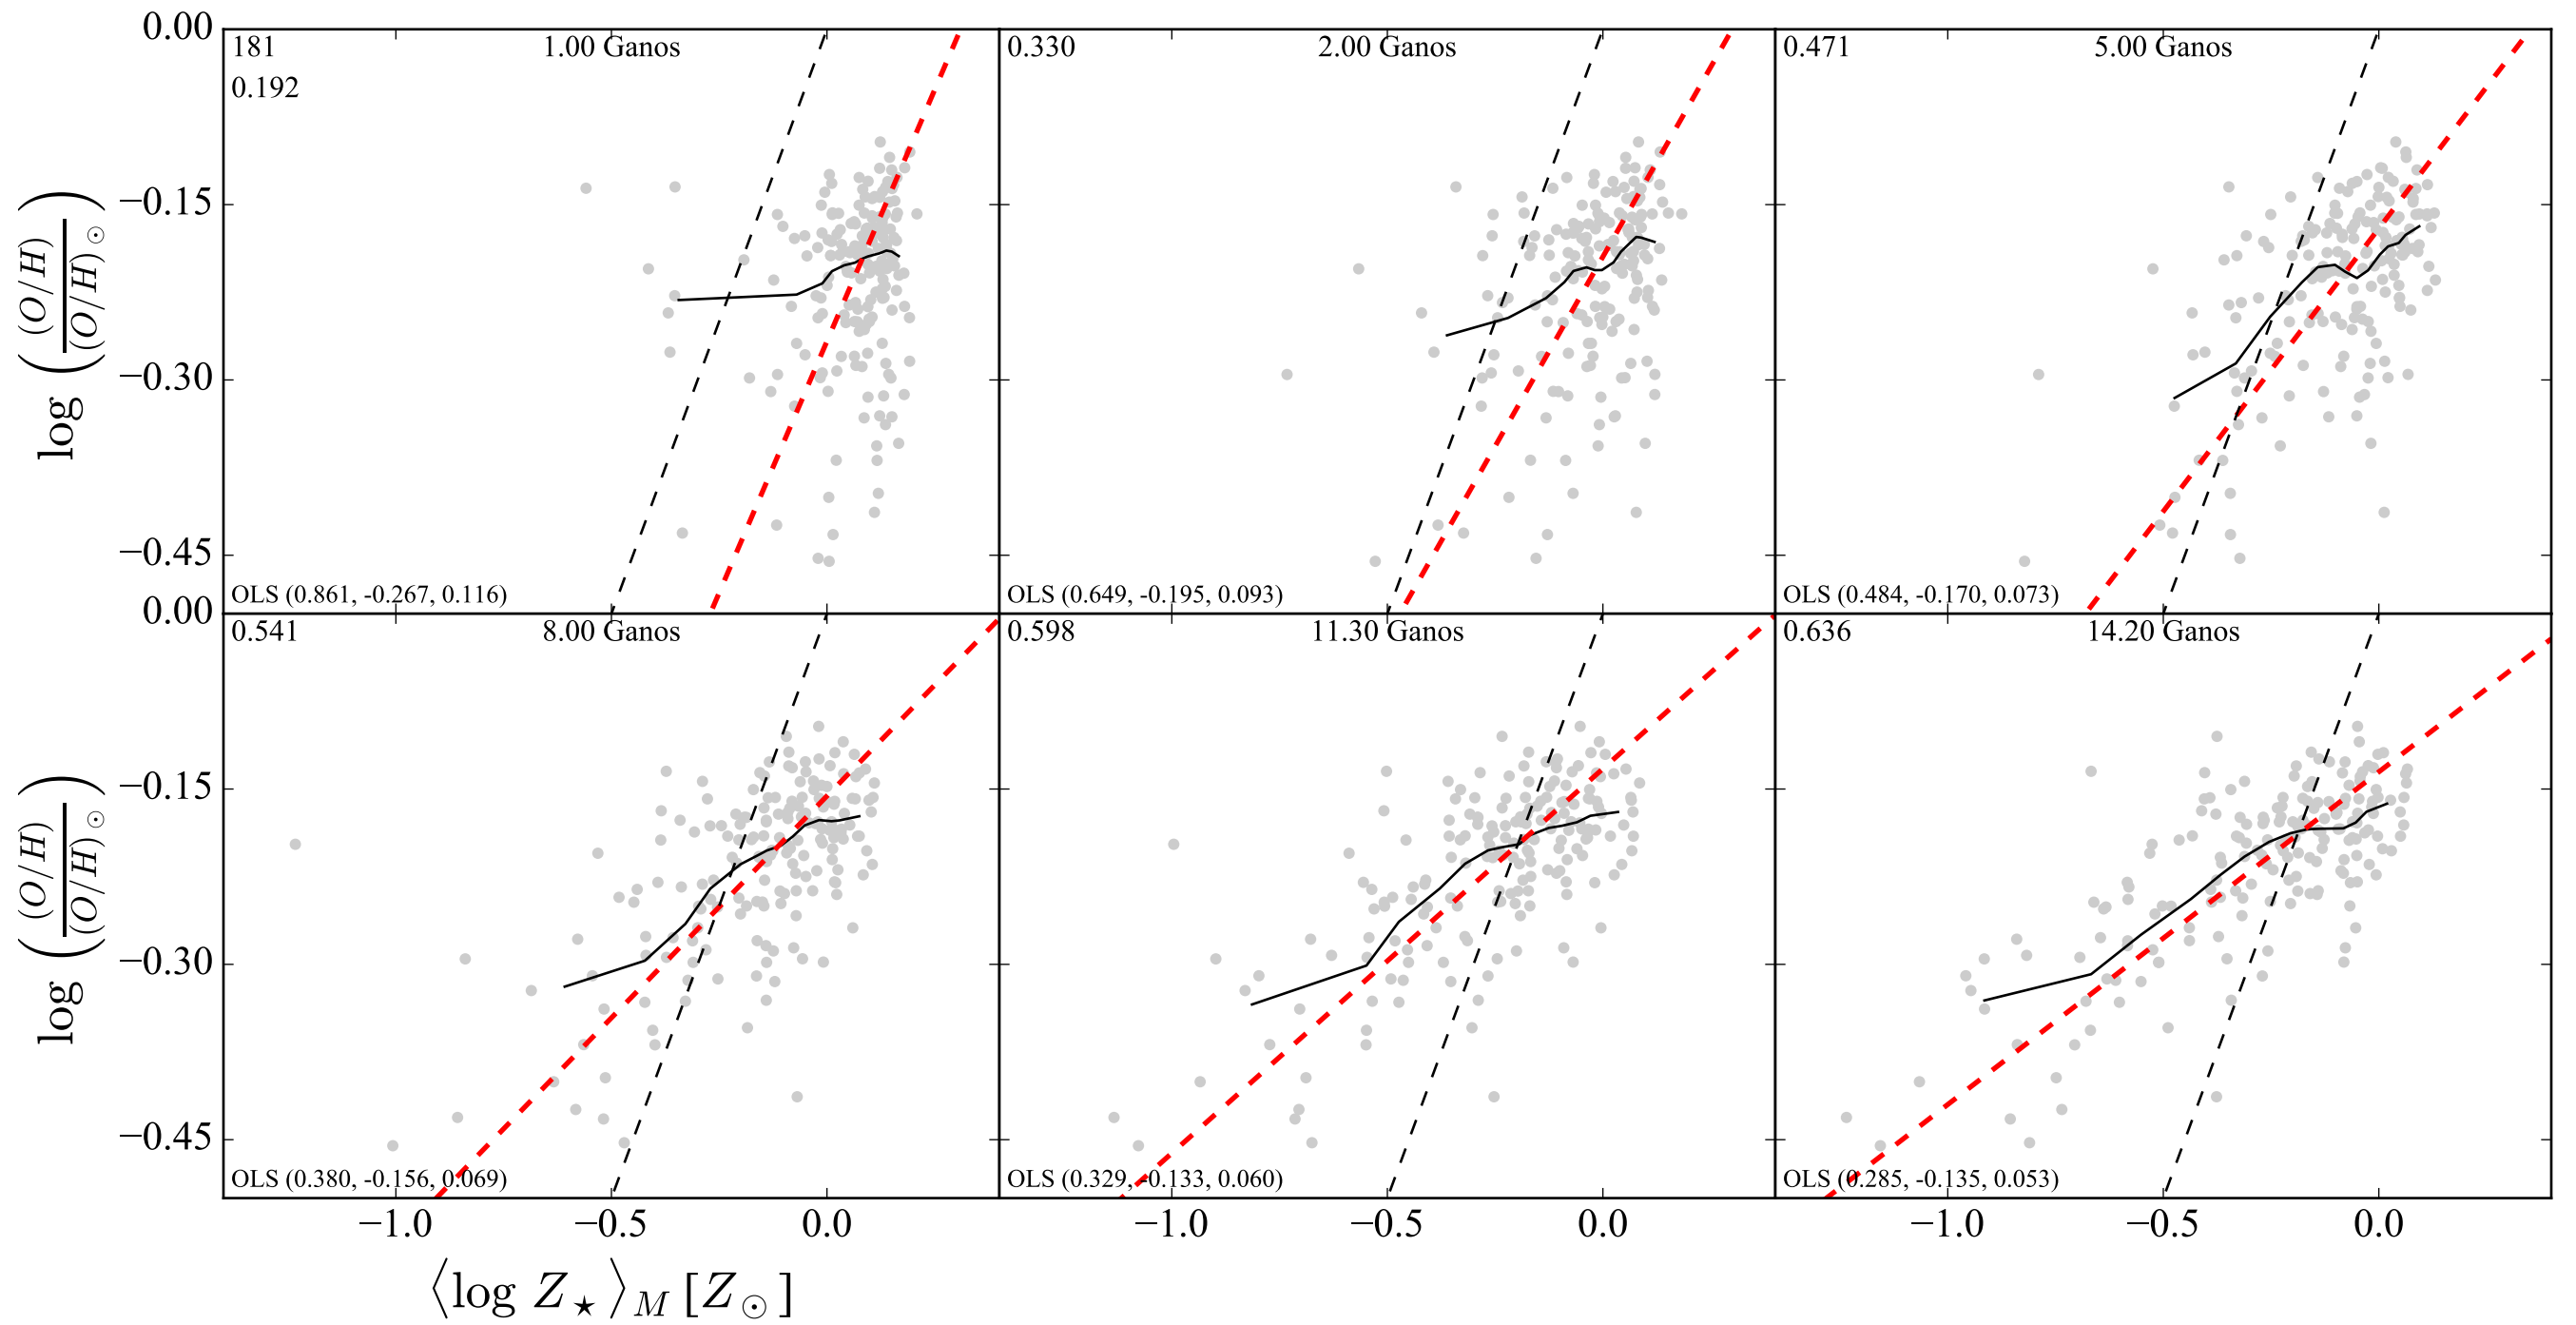 0.00
181
1.00 Ganos
0.192
0.330
2.00 Ganos
0.471
5.00 Ganos
−0.15
−0.30
−0.45
log ( (O/H) / (O/H)⊙ )
OLS (0.861, -0.267, 0.116)
OLS (0.649, -0.195, 0.093)
OLS (0.484, -0.170, 0.073)
0.00
0.541
8.00 Ganos
0.598
11.30 Ganos
0.636
14.20 Ganos
−0.15
−0.30
−0.45
log ( (O/H) / (O/H)⊙ )
OLS (0.380, -0.156, 0.069)
OLS (0.329, -0.133, 0.060)
OLS (0.285, -0.135, 0.053)
−1.0 −0.5 0.0
−1.0 −0.5 0.0
−1.0 −0.5 0.0
⟨log Z⋆⟩M [Z⊙]